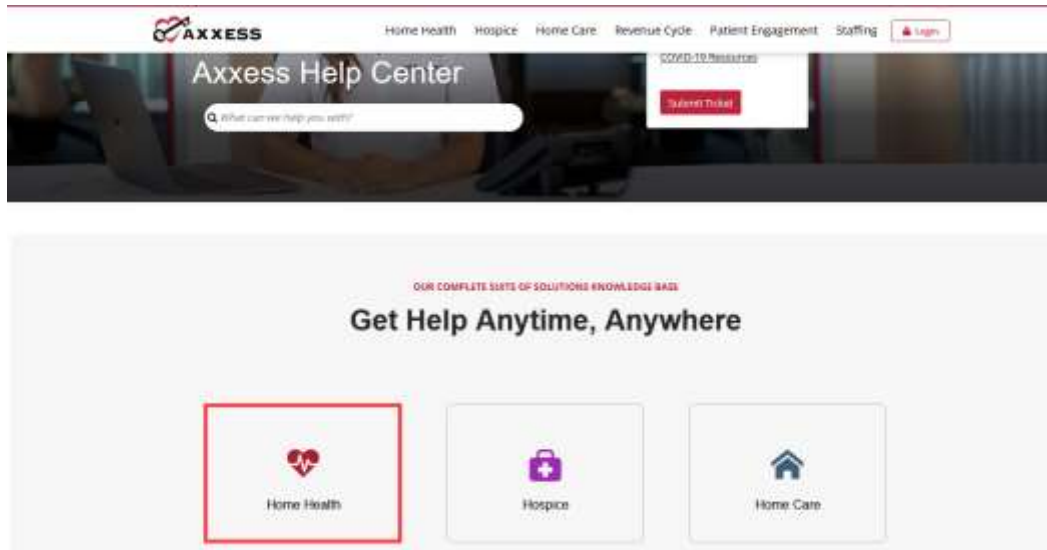 AXXESS
Home Health Hospice Home Care Revenue Cycle Patient Engagement Staffing Login
Axxess Help Center
COVID-19 Resources
What can we help you with?
Submit Ticket
OUR COMPLETE SUITE OF SOLUTIONS KNOWLEDGE BASE
Get Help Anytime, Anywhere
Home Health
Hospice
Home Care